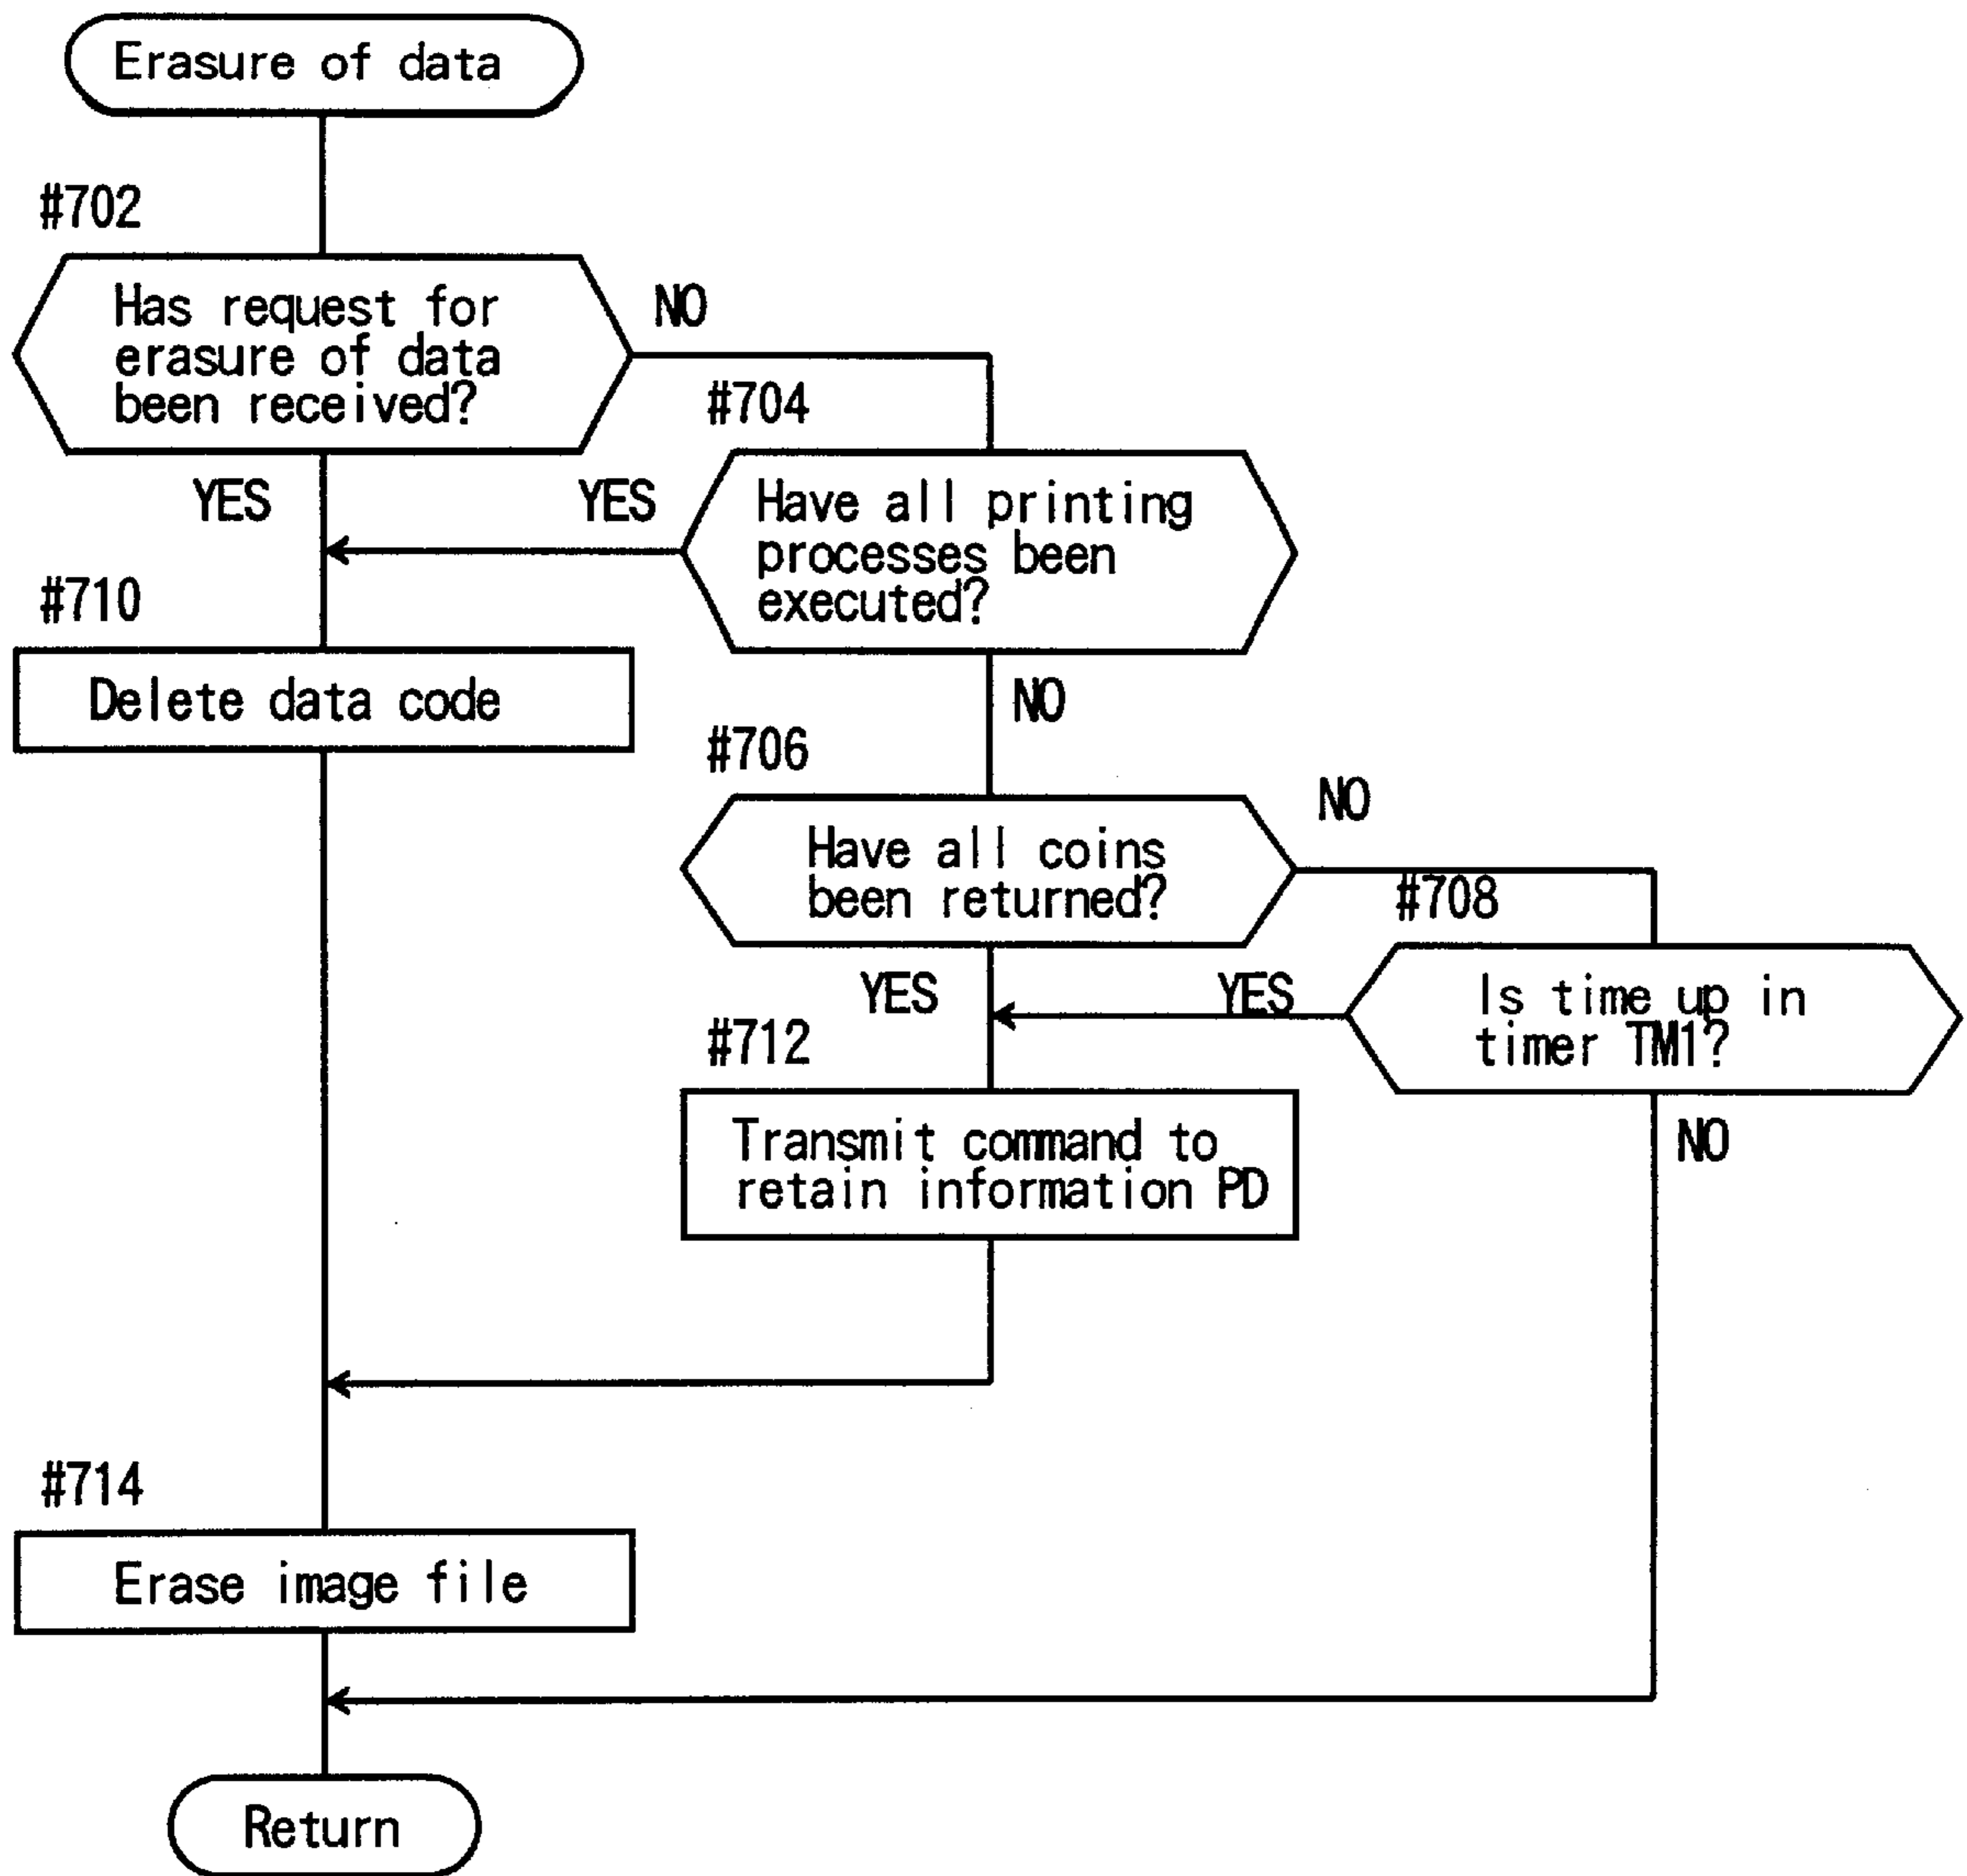 Erasure of data
#702
Has request for
erasure of data
been received?
NO
#704
YES
YES
Have all printing
processes been
executed?
#710
Delete data code
NO
#706
NO
Have all coins
been returned?
#708
YES
YES
Is time up in
timer TM1?
#712
Transmit command to
retain information PD
NO
#714
Erase image file
Return